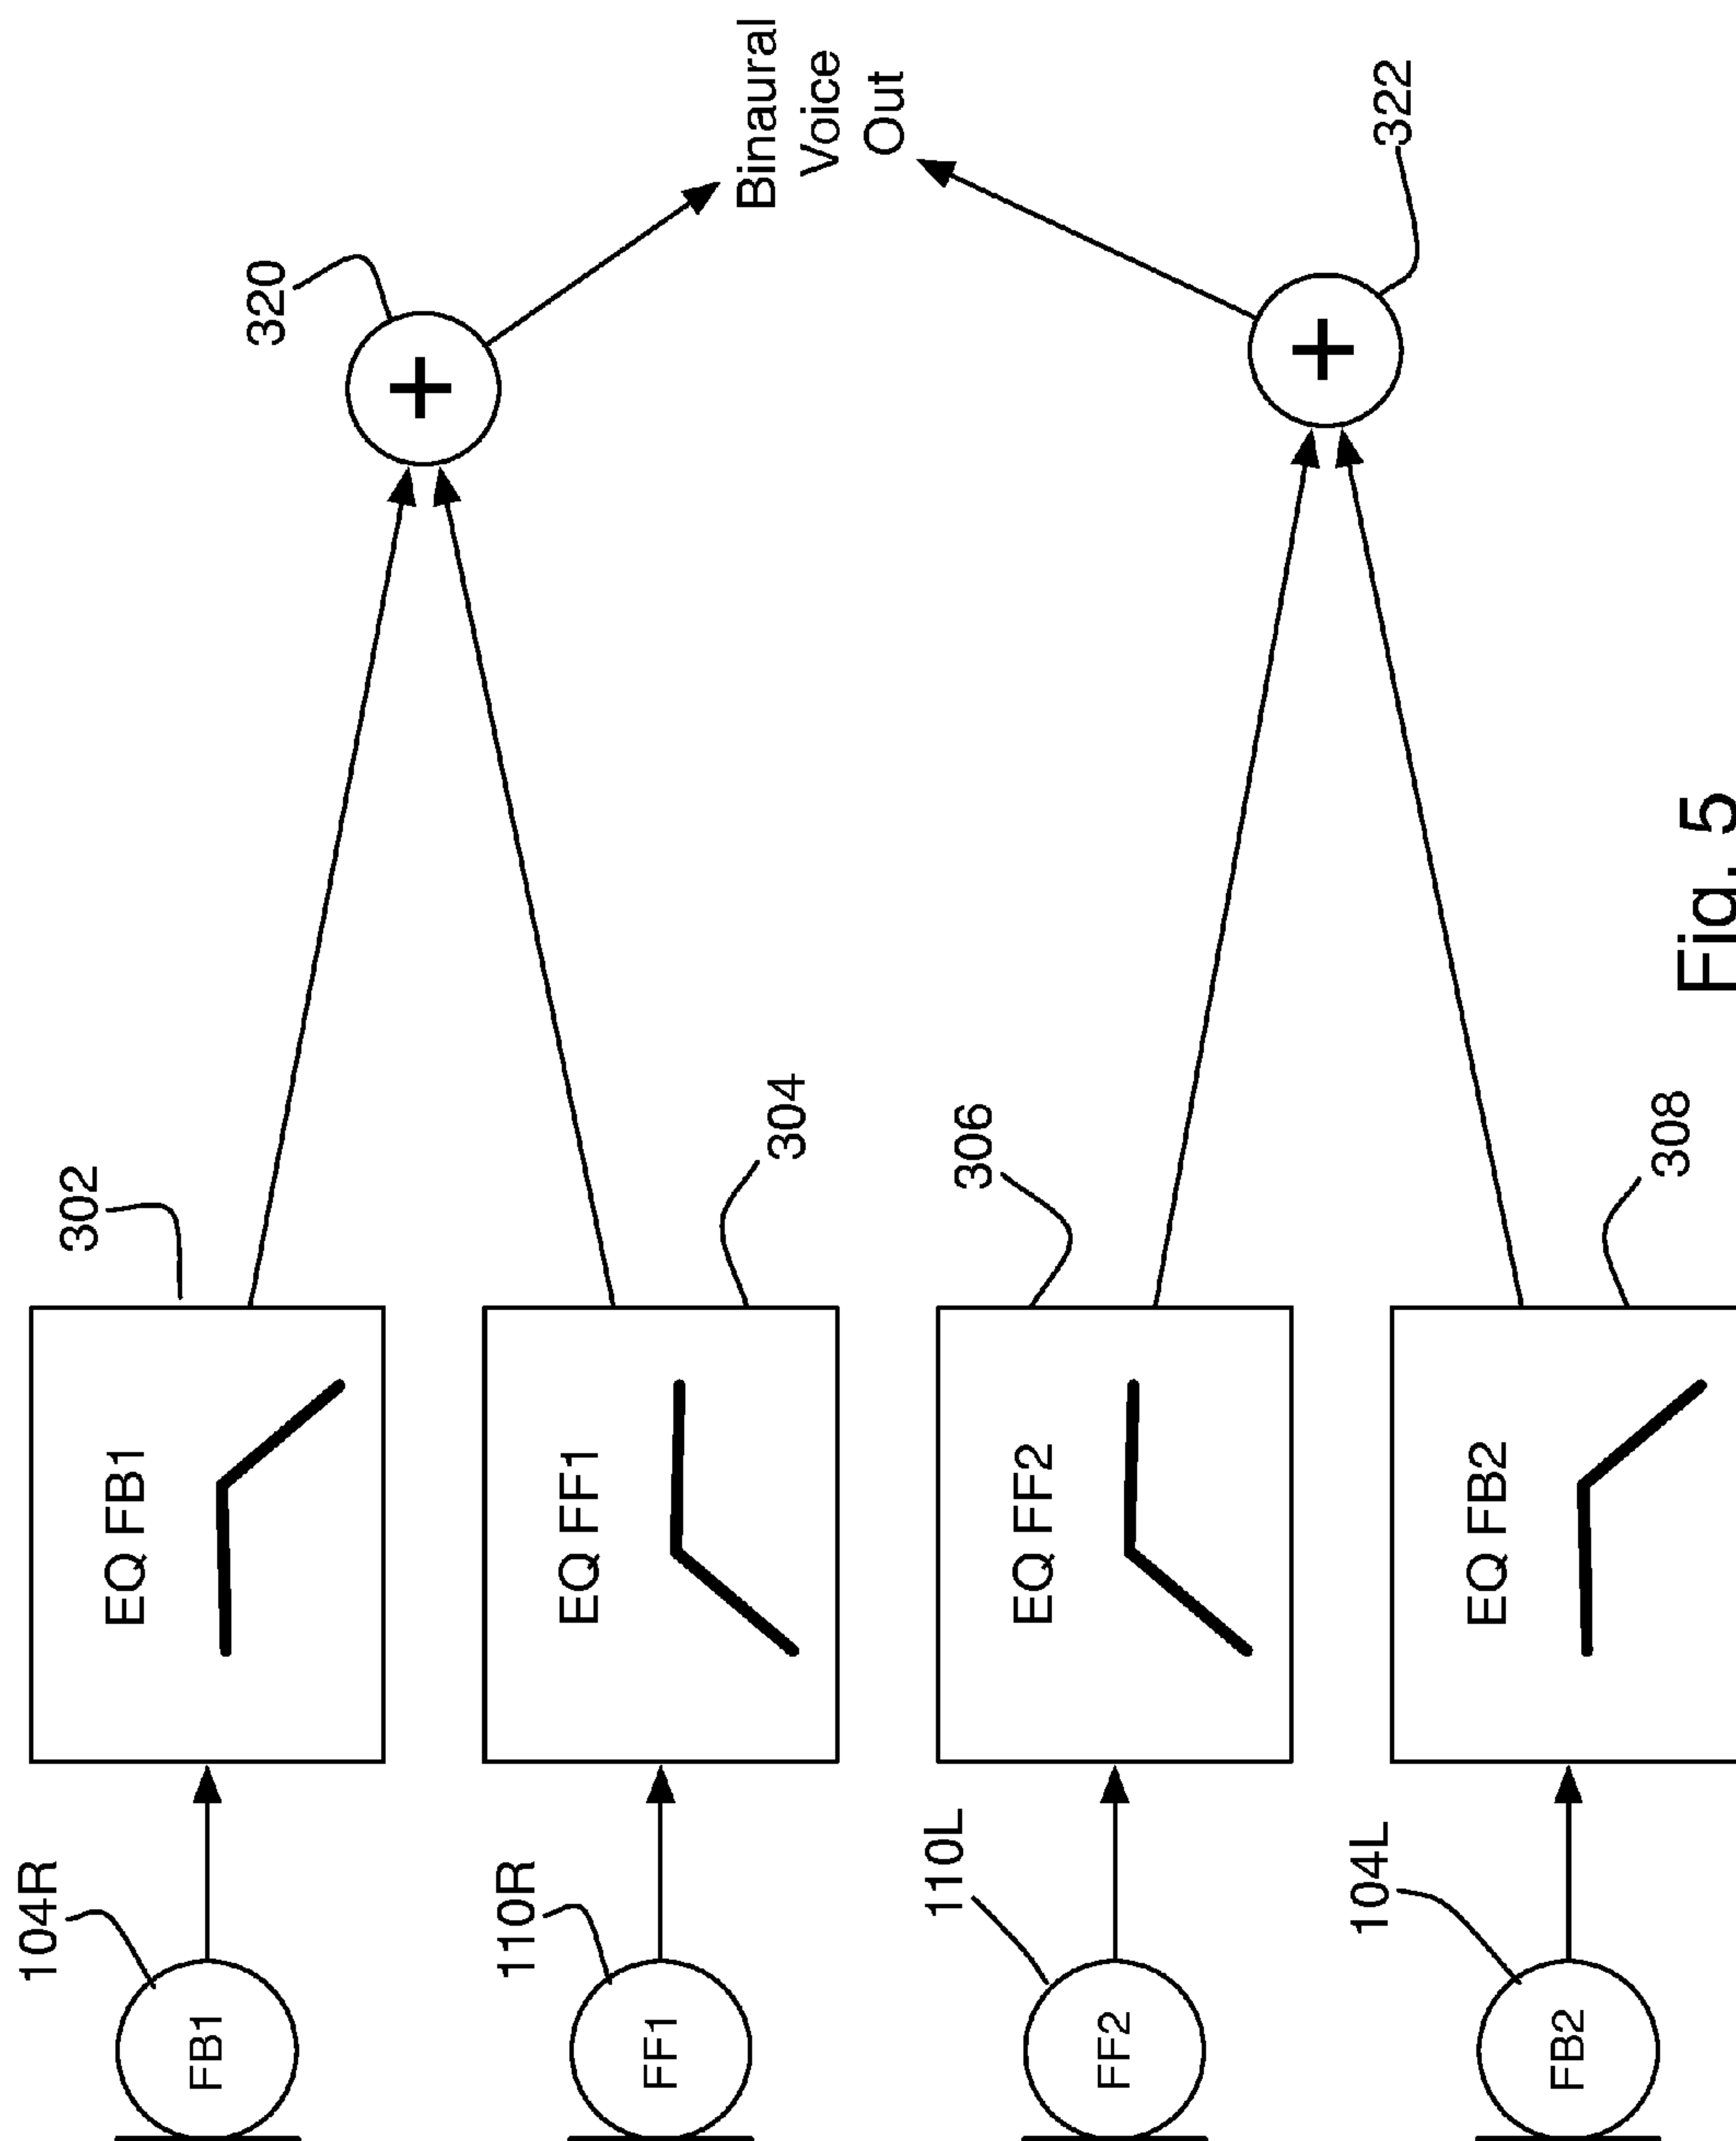 104R
302
EQ FB1
FB1
320
110R
EQ FF1
FF1
Binaural
Voice
Out
304
110L
306
EQ FF2
FF2
104L
322
EQ FB2
FB2
308
Fig. 5